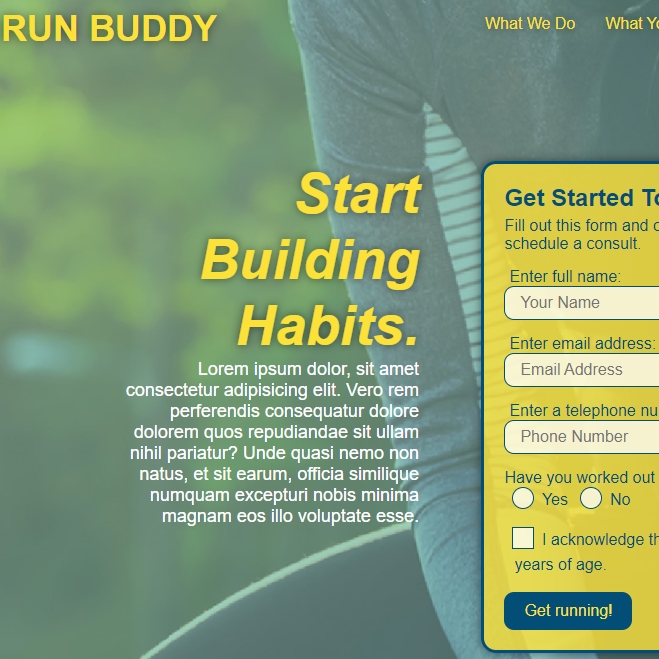 RUN BUDDY
What We Do
What Yo
Start
Building
Habits.
Lorem ipsum dolor, sit amet
consectetur adipisicing elit. Vero rem
perferendis consequatur dolore
dolorem quos repudiandae sit ullam
nihil pariatur? Unde quasi nemo non
natus, et sit earum, officia similique
numquam excepturi nobis minima
magnam eos illo voluptate esse.
Get Started To
Fill out this form and o
schedule a consult.
Enter full name:
Your Name
Enter email address:
Email Address
Enter a telephone nu
Phone Number
Have you worked out
Yes No
I acknowledge th
years of age.
Get running!